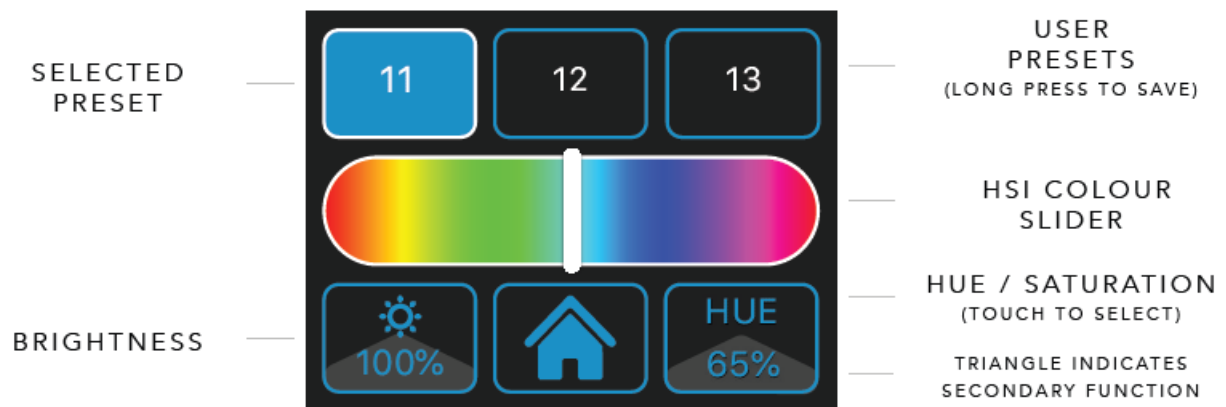 SELECTED
PRESET
11
12
13
USER
PRESETS
(LONG PRESS TO SAVE)
HSI COLOUR
SLIDER
BRIGHTNESS
100%
HUE
65%
HUE / SATURATION
(TOUCH TO SELECT)
TRIANGLE INDICATES
SECONDARY FUNCTION